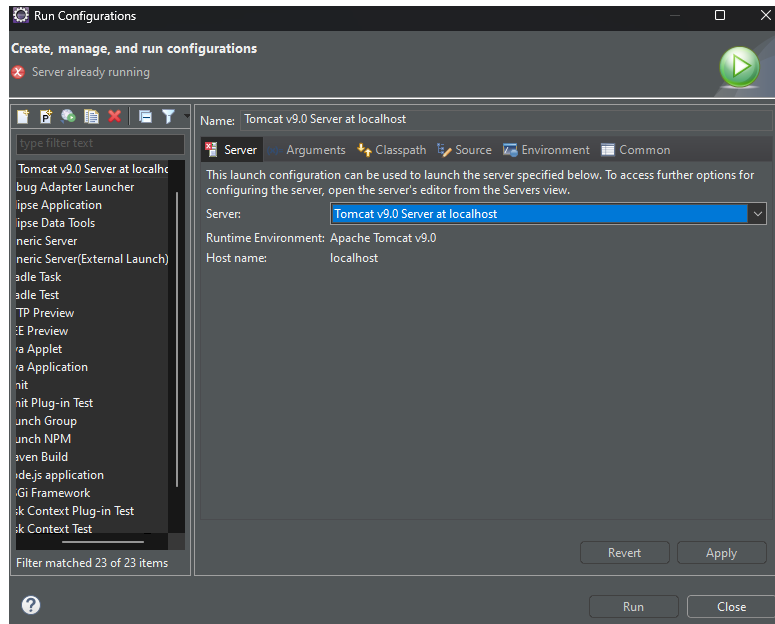 Run Configurations
Create, manage, and run configurations
Server already running
type filter text
Tomcat v9.0 Server at localhc
bug Adapter Launcher
lipse Application
lipse Data Tools
neric Server
neric Server(External Launch)
adle Task
adle Test
TP Preview
EE Preview
va Applet
va Application
nit
nit Plug-in Test
unch Group
unch NPM
aven Build
de.js application
Gi Framework
sk Context Plug-in Test
sk Context Test
Filter matched 23 of 23 items
Name: Tomcat v9.0 Server at localhost
Server Arguments Classpath Source Environment Common
This launch configuration can be used to launch the server specified below. To access further options for
configuring the server, open the server's editor from the Servers view.
Server: Tomcat v9.0 Server at localhost
Runtime Environment: Apache Tomcat v9.0
Host name: localhost
Revert Apply
Run Close